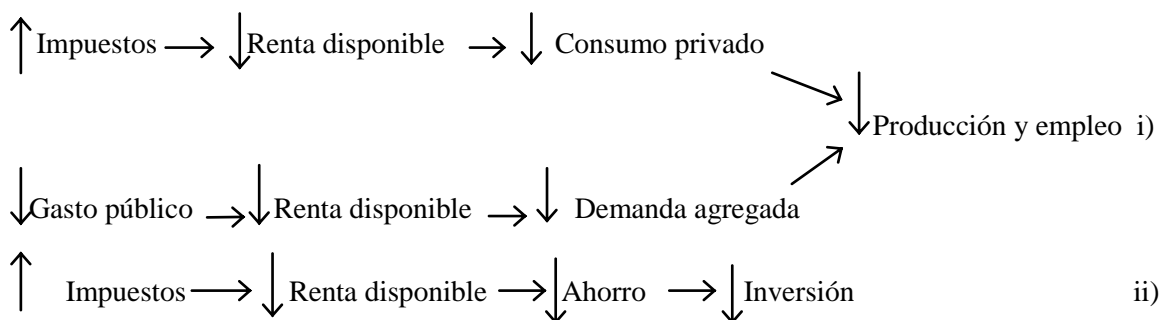 Impuestos Renta disponible Consumo privado
Producción y empleo i)
Gasto público Renta disponible Demanda agregada
Impuestos Renta disponible Ahorro Inversión ii)